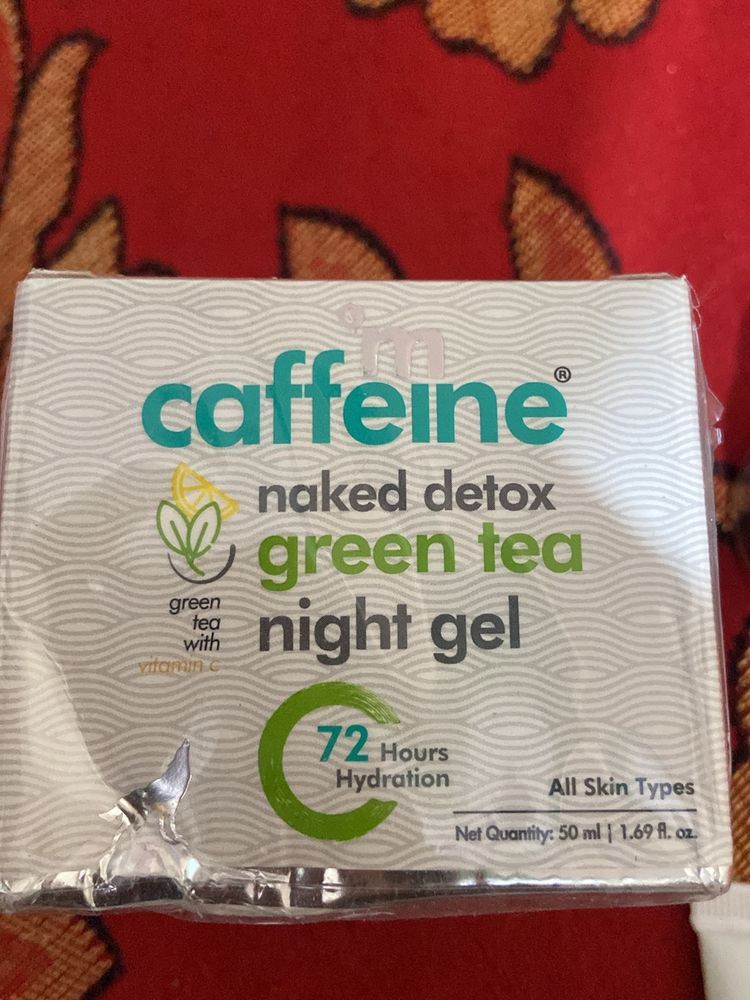 m
caffeine®
naked detox
green tea
night gel
green
tea
with
vitamin c
72 Hours
Hydration
All Skin Types
Net Quantity: 50 ml | 1.69 fl. oz.